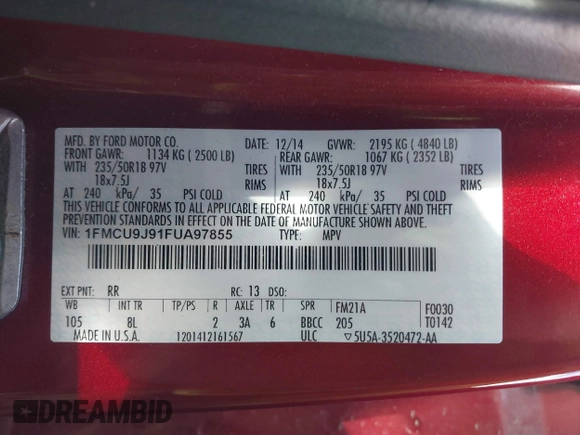 MFD. BY FORD MOTOR CO.
DATE: 12/14 GVWR: 2195 KG ( 4840 LB)
FRONT GAWR: 1134 KG ( 2500 LB) REAR GAWR: 1067 KG ( 2352 LB)
WITH 235/50R18 97V TIRES WITH 235/50R18 97V TIRES
18x7.5J RIMS 18x7.5J RIMS
AT 240 kPa/ 35 PSI COLD AT 240 kPa/ 35 PSI COLD
THIS VEHICLE CONFORMS TO ALL APPLICABLE FEDERAL MOTOR VEHICLE SAFETY AND THEFT
PREVENTION STANDARDS IN EFFECT ON THE DATE OF MANUFACTURE SHOWN ABOVE.
VIN: 1FMCU9J91FUA97855 TYPE: MPV
EXT PNT: RR RC: 13 DSO:
WB INT TR TP/PS R AXLE TR SPR FM21A F0030
105 8L 2 3A 6 BBCC 205 T0142
MADE IN U.S.A. 1201412161567 ULC ▽5U5A-3520472-AA
DREAMBID